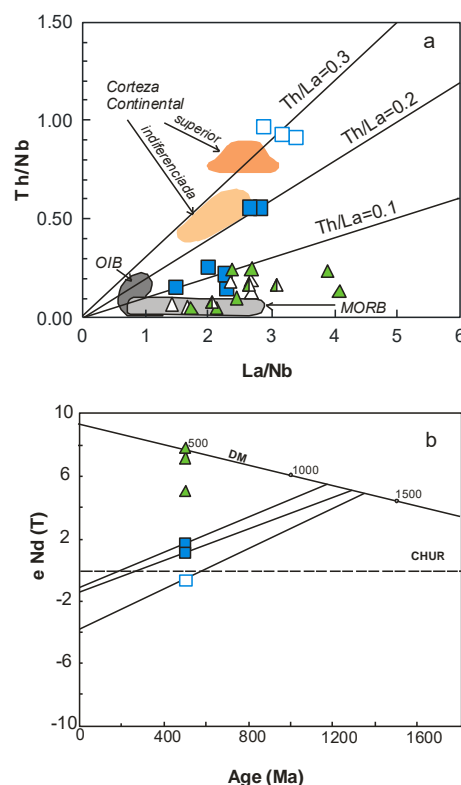 a
1.50
1.00
0.50
0.00
Th/Nb
Corteza
Continental
superior
indiferenciada
OIB
MORB
Th/La=0.3
Th/La=0.2
Th/La=0.1
0 1 2 3 4 5 6
La/Nb
b
10
6
2
-2
-6
-10
e Nd (T)
500
DM
1000
1500
CHUR
0 400 800 1200 1600
Age (Ma)